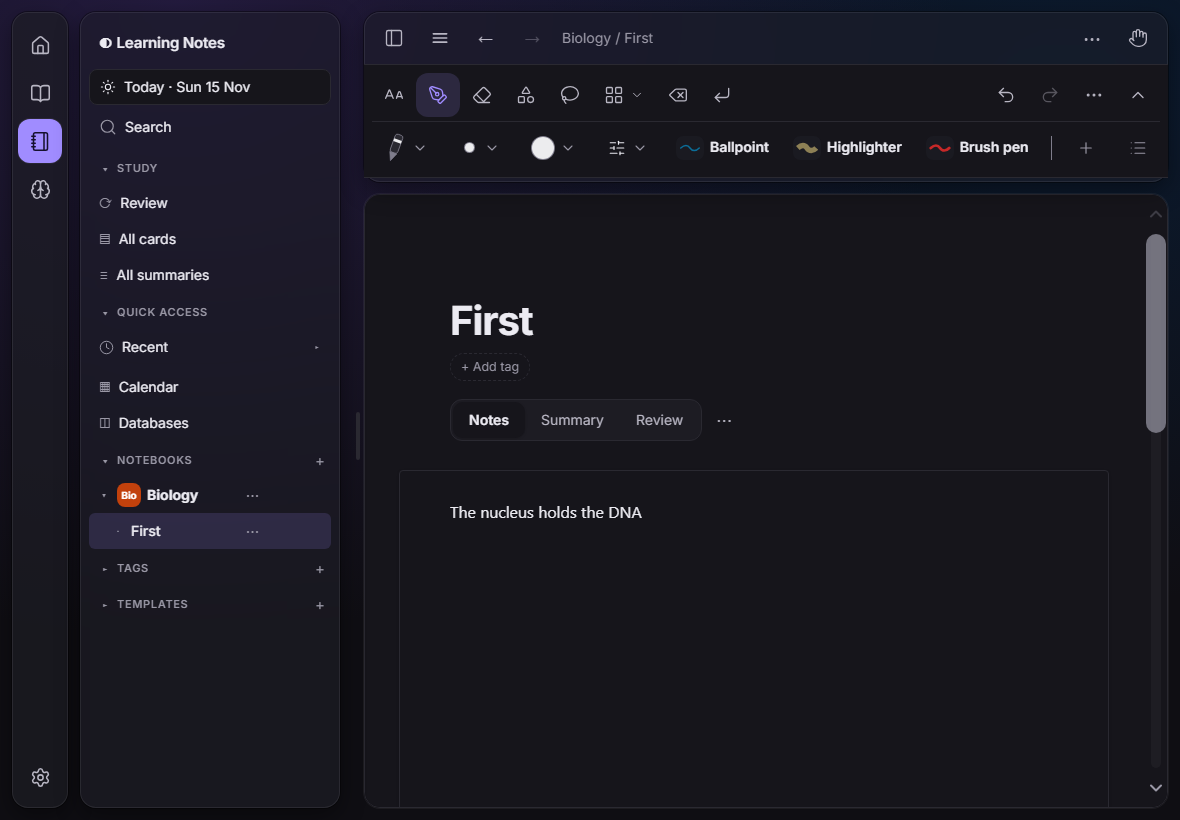 Learning Notes
Today · Sun 15 Nov
Search
STUDY
Review
All cards
All summaries
QUICK ACCESS
Recent
Calendar
Databases
NOTEBOOKS
Bio Biology
First
TAGS
TEMPLATES
Biology / First
AA
Ballpoint Highlighter Brush pen
First
+ Add tag
Notes Summary Review
The nucleus holds the DNA